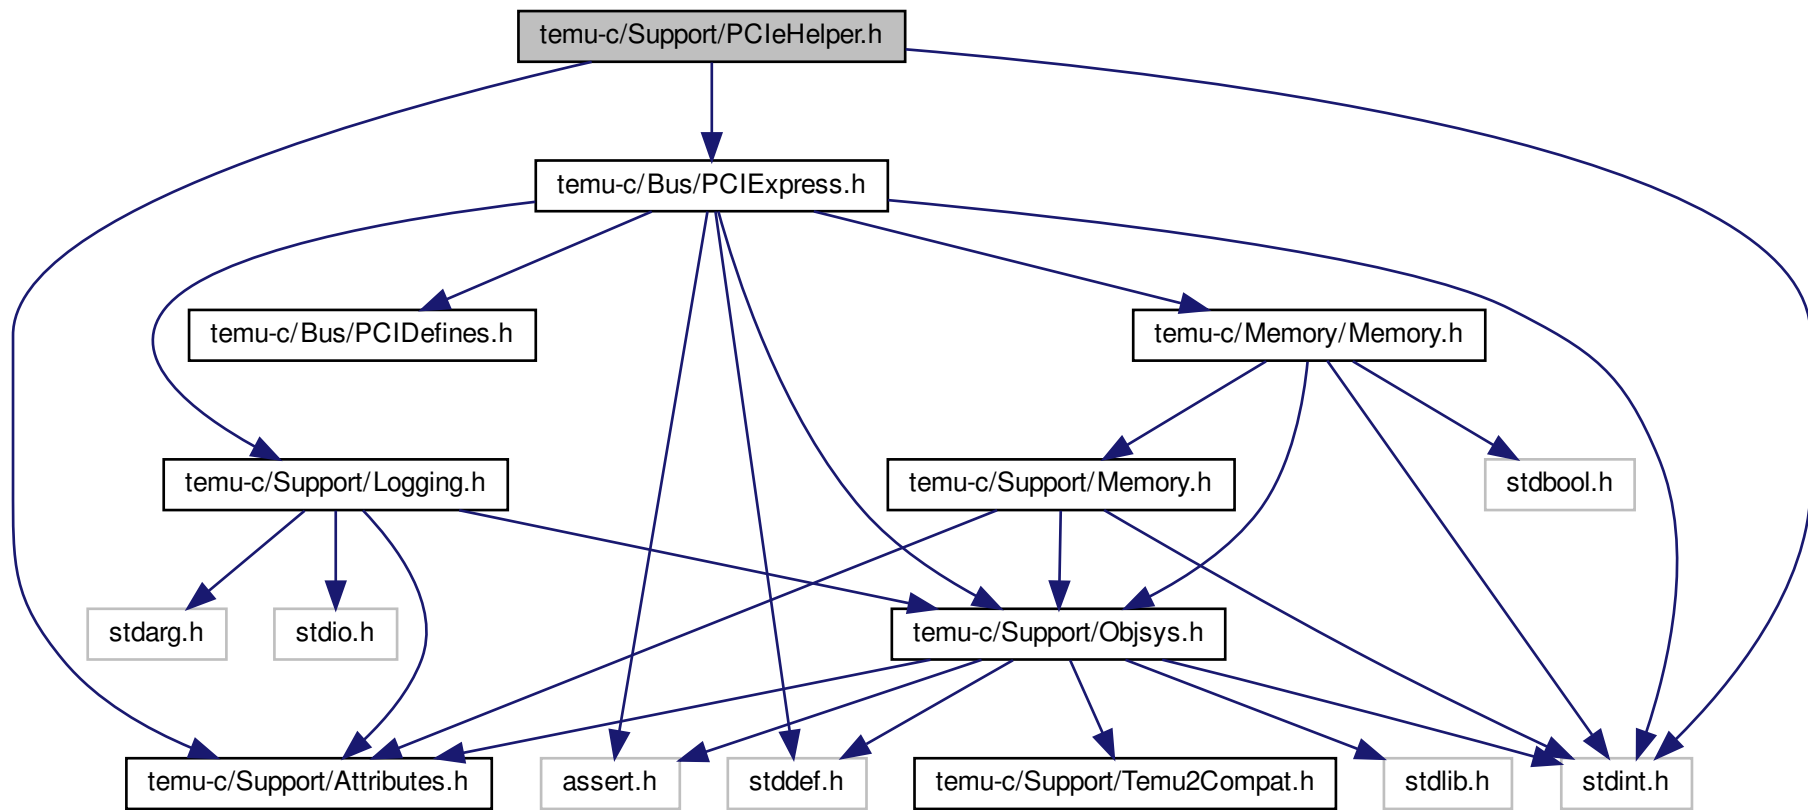 temu-c/Support/PCIeHelper.h
temu-c/Bus/PCIExpress.h
temu-c/Bus/PCIDefines.h
temu-c/Memory/Memory.h
temu-c/Support/Logging.h
temu-c/Support/Memory.h
stdbool.h
stdarg.h
stdio.h
temu-c/Support/Objsys.h
temu-c/Support/Attributes.h
assert.h
stddef.h
temu-c/Support/Temu2Compat.h
stdlib.h
stdint.h